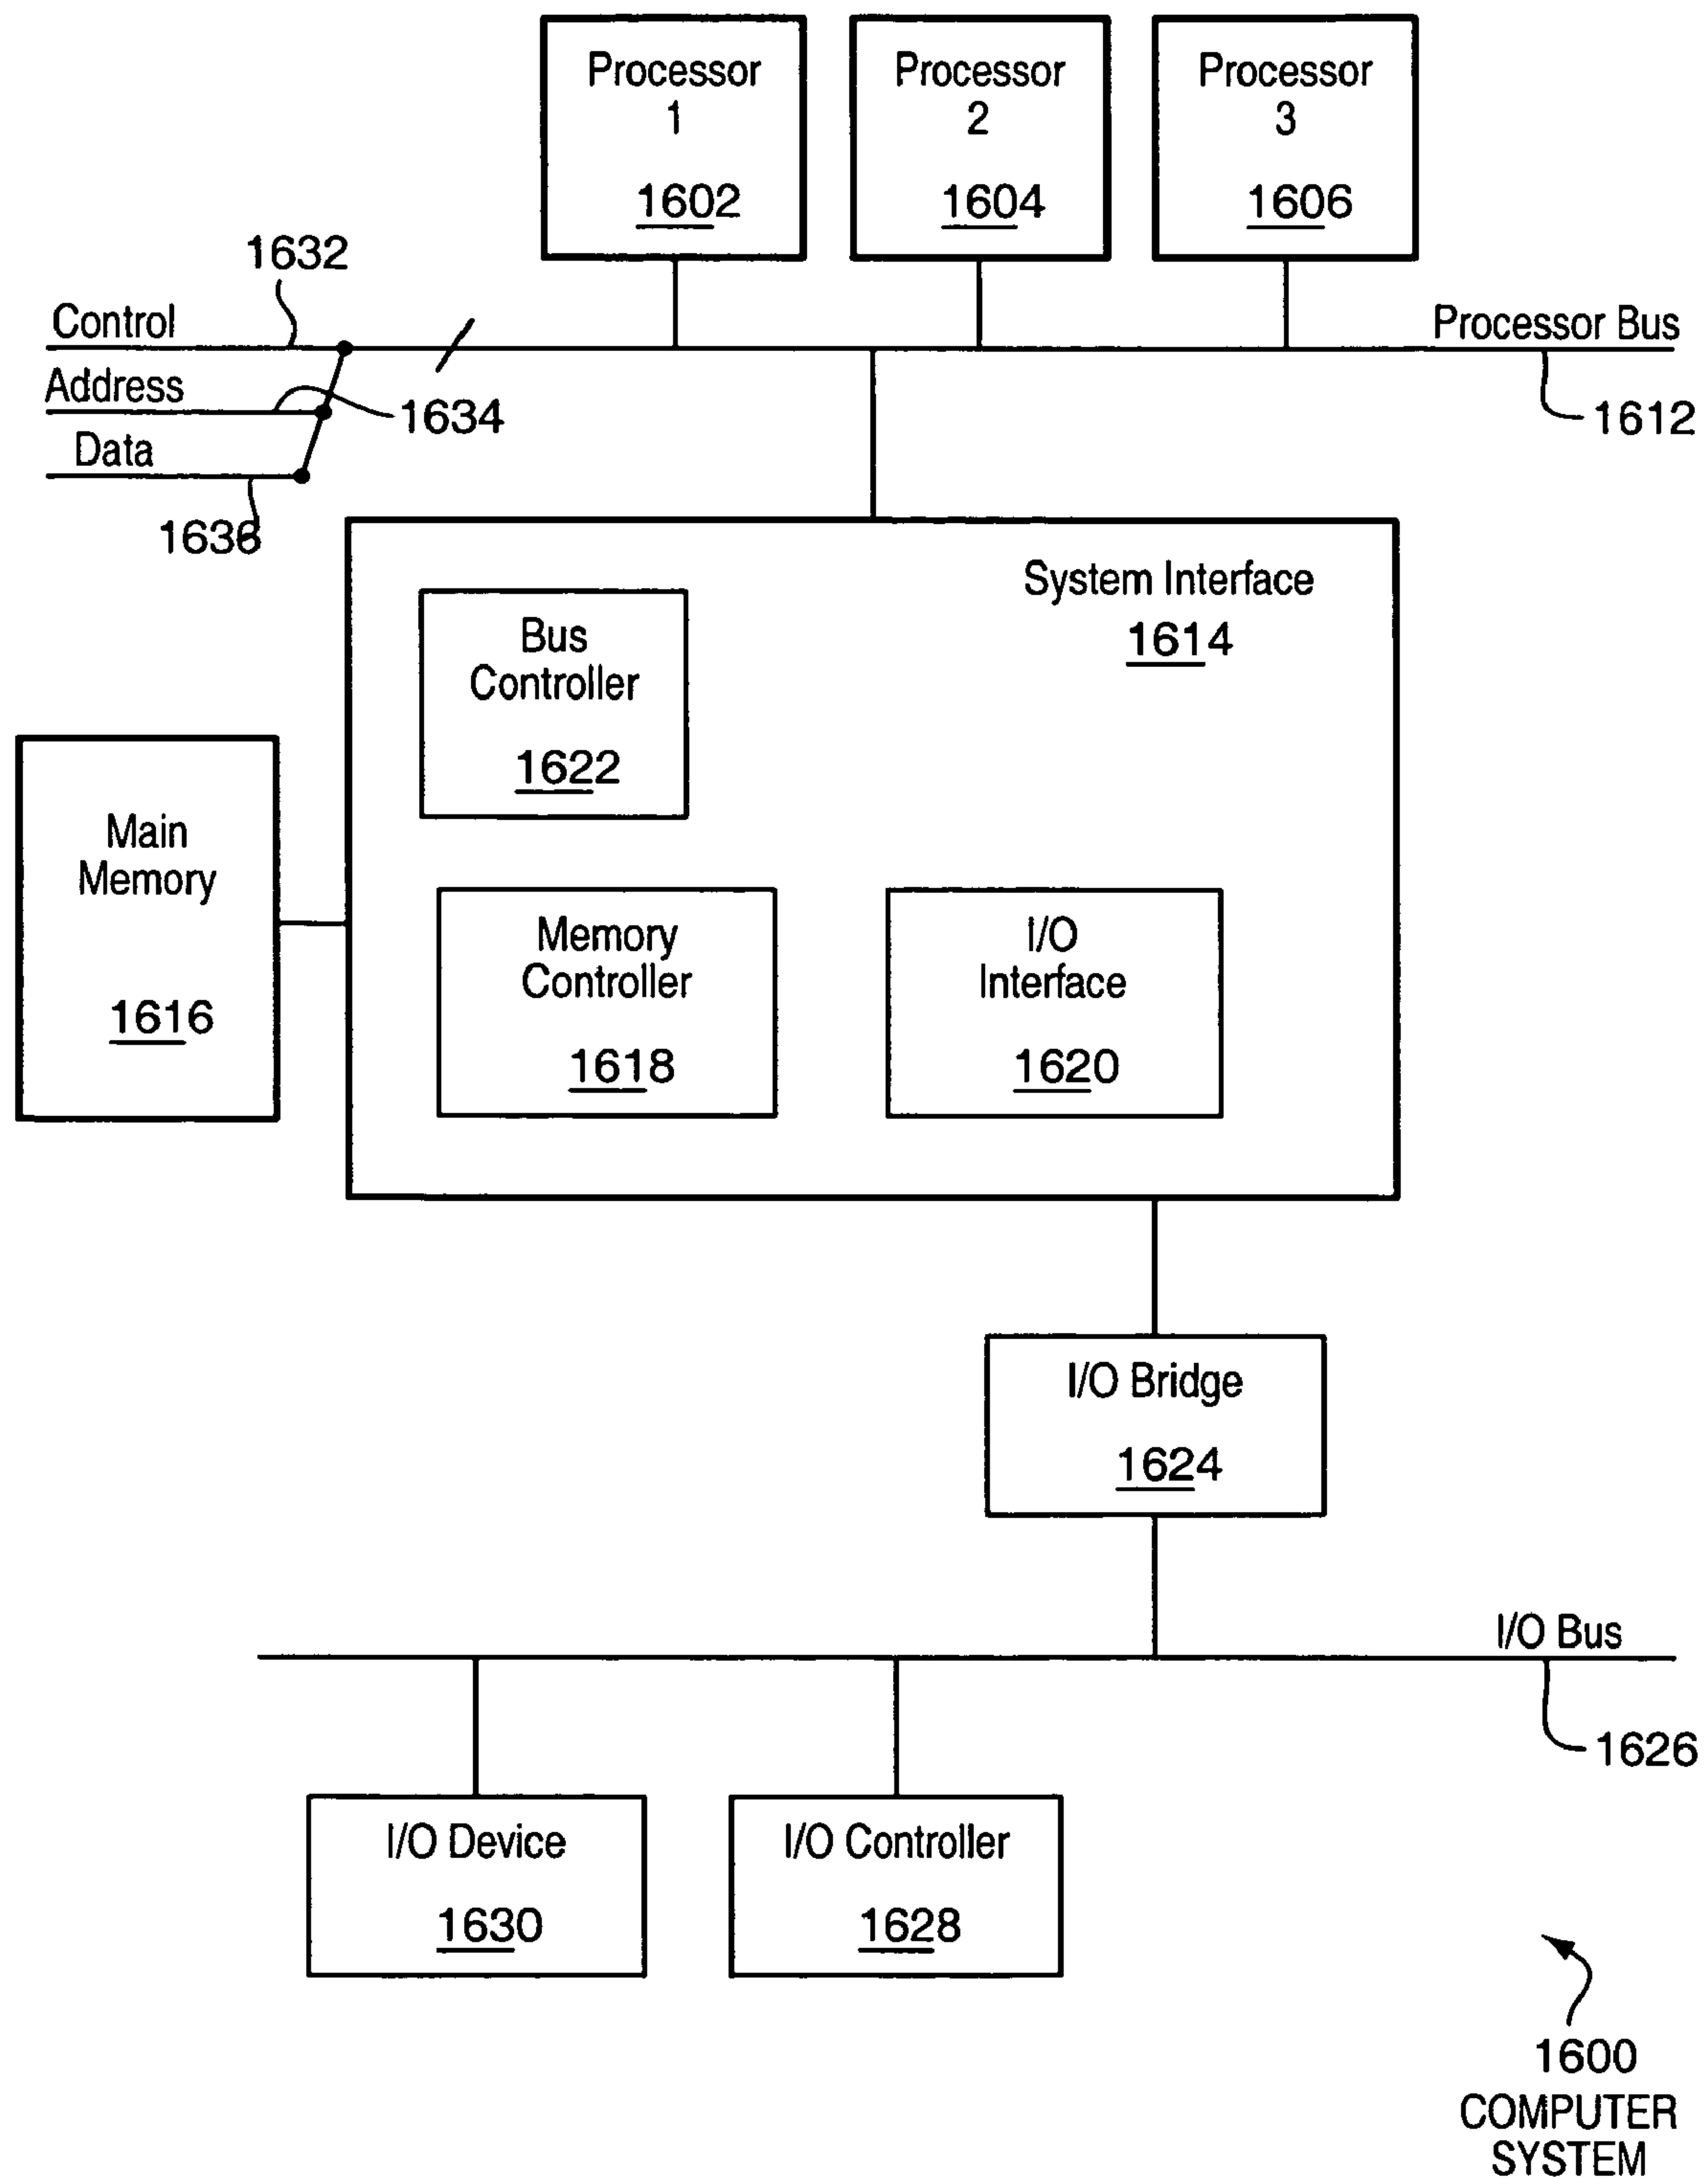 Processor
1
1602
Processor
2
1604
Processor
3
1606
1632
Control
Address
1634
Data
1636
Processor Bus
1612
System Interface
1614
Bus
Controller
1622
Main
Memory
1616
Memory
Controller
1618
I/O
Interface
1620
I/O Bridge
1624
I/O Bus
1626
I/O Device
1630
I/O Controller
1628
1600
COMPUTER
SYSTEM